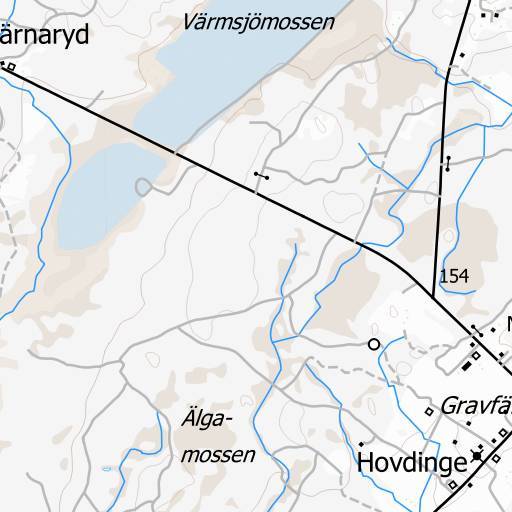 Värmsjömossen
ärnaryd
154
Gravfä
Älga-
mossen
Hovdinge